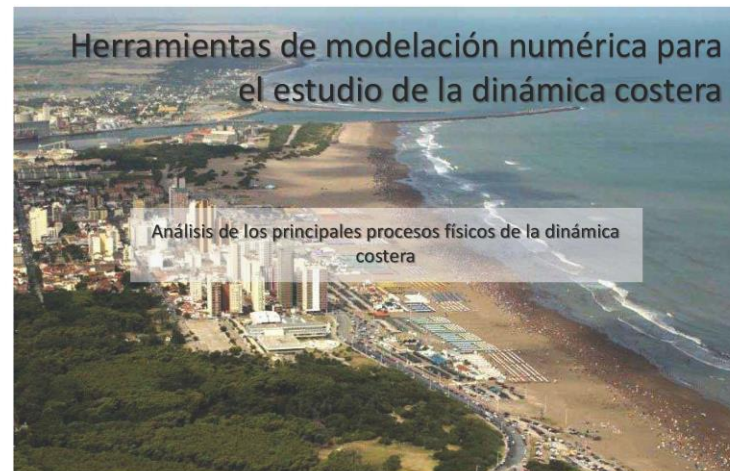 Herramientas de modelación numérica para
el estudio de la dinámica costera
Análisis de los principales procesos físicos de la dinámica
costera